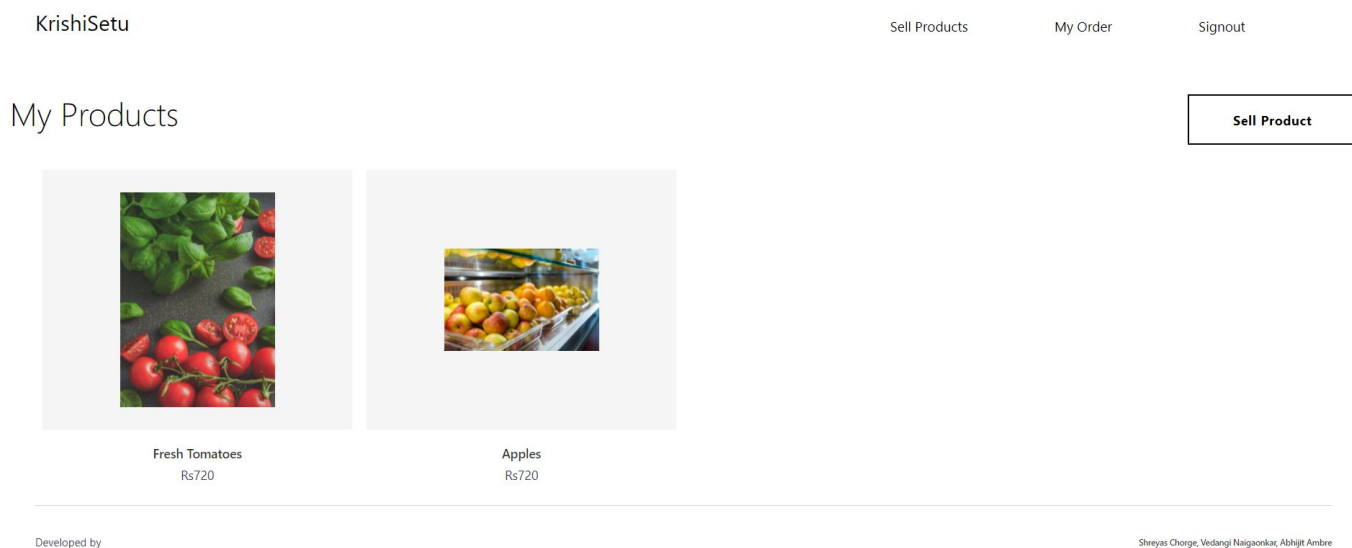 KrishiSetu
Sell Products
My Order
Signout
My Products
Sell Product
Fresh Tomatoes
Rs720
Apples
Rs720
Developed by
Shreyas Chorge, Vedangi Naigaonkar, Abhijit Ambre